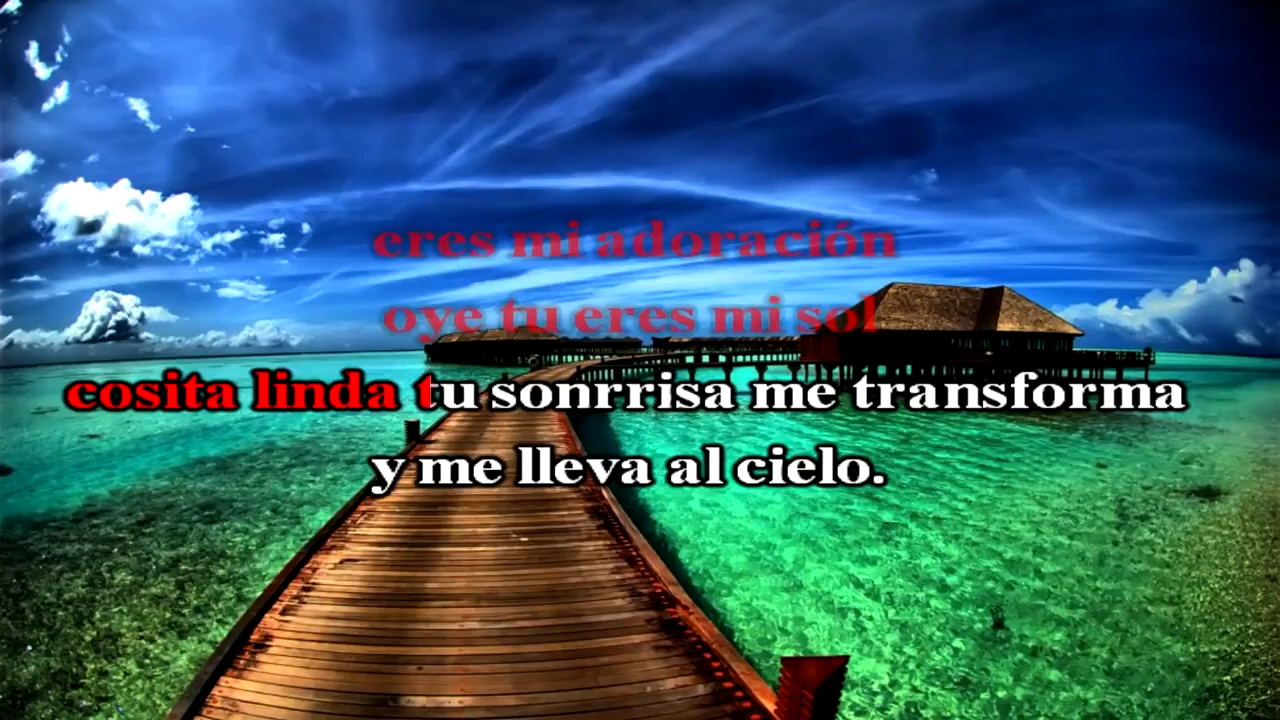 eres mi adoración
oye tu eres mi sol
cosita linda tu sonrrisa me transforma
y me lleva al cielo.